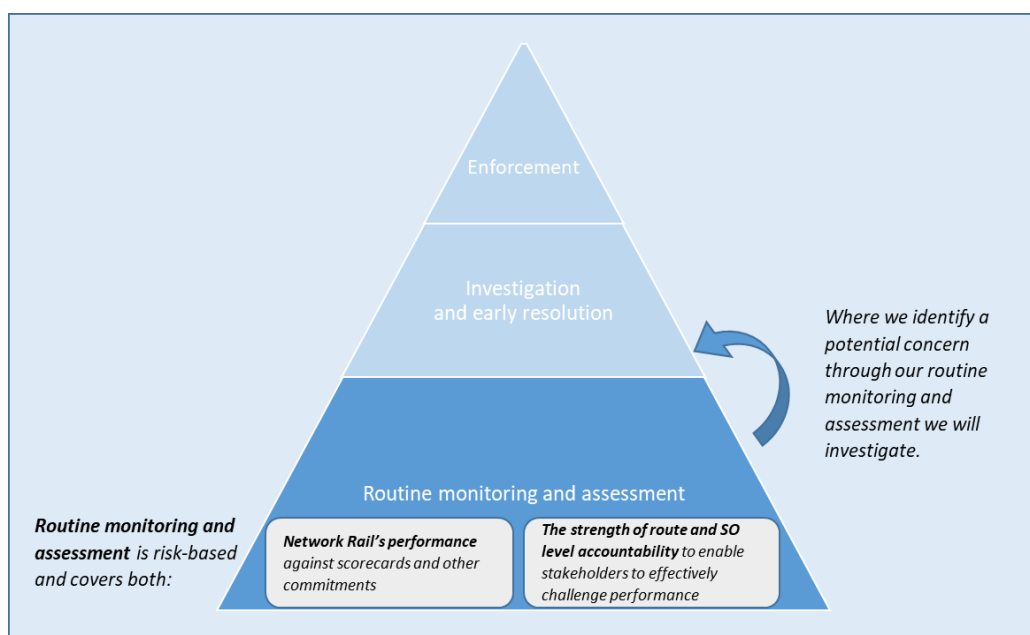 Enforcement
Investigation
and early resolution
Where we identify a
potential concern
through our routine
monitoring and
assessment we will
investigate.
Routine monitoring and assessment
Routine monitoring and
assessment is risk-based
and covers both:
Network Rail's performance
against scorecards and other
commitments
The strength of route and SO
level accountability to enable
stakeholders to effectively
challenge performance